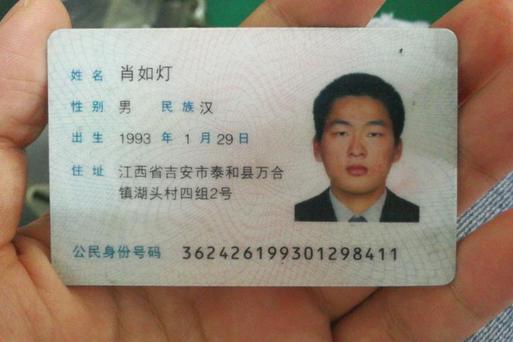 姓名 肖如灯
性别 男 民族 汉
出生 1993 年 1 月 29 日
住址 江西省吉安市泰和县万合
镇湖头村四组2号
公民身份号码 362426199301298411